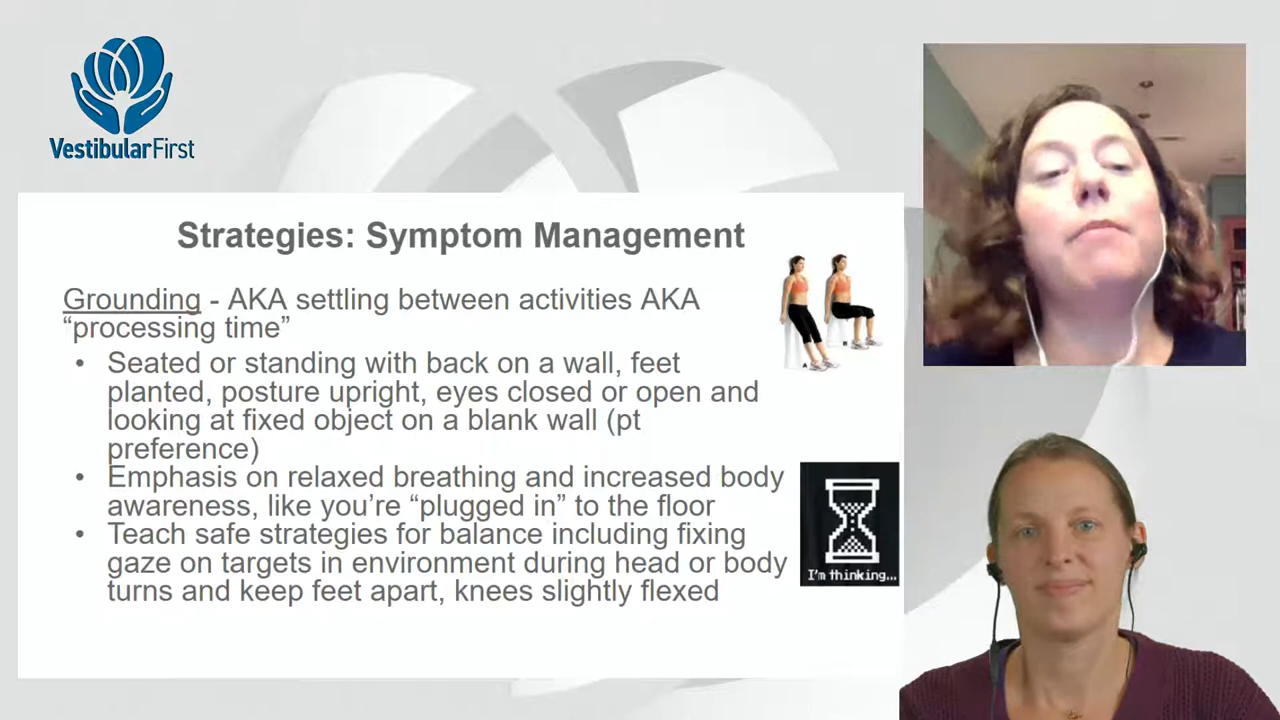 VestibularFirst
Strategies: Symptom Management
Grounding - AKA settling between activities AKA
“processing time”
• Seated or standing with back on a wall, feet
planted, posture upright, eyes closed or open and
looking at fixed object on a blank wall (pt
preference)
• Emphasis on relaxed breathing and increased body
awareness, like you’re “plugged in” to the floor
• Teach safe strategies for balance including fixing
gaze on targets in environment during head or body
turns and keep feet apart, knees slightly flexed
I'm thinking...